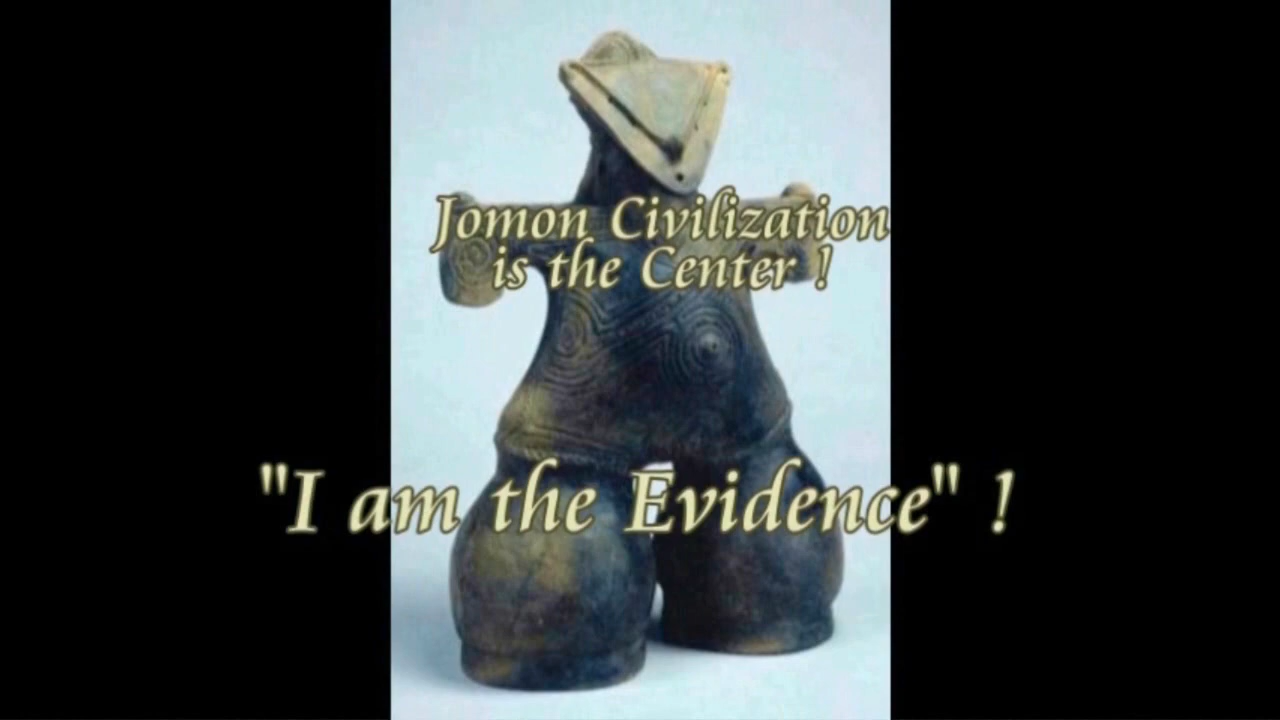 Jomon Civilization
is the Center !
"I am the Evidence" !